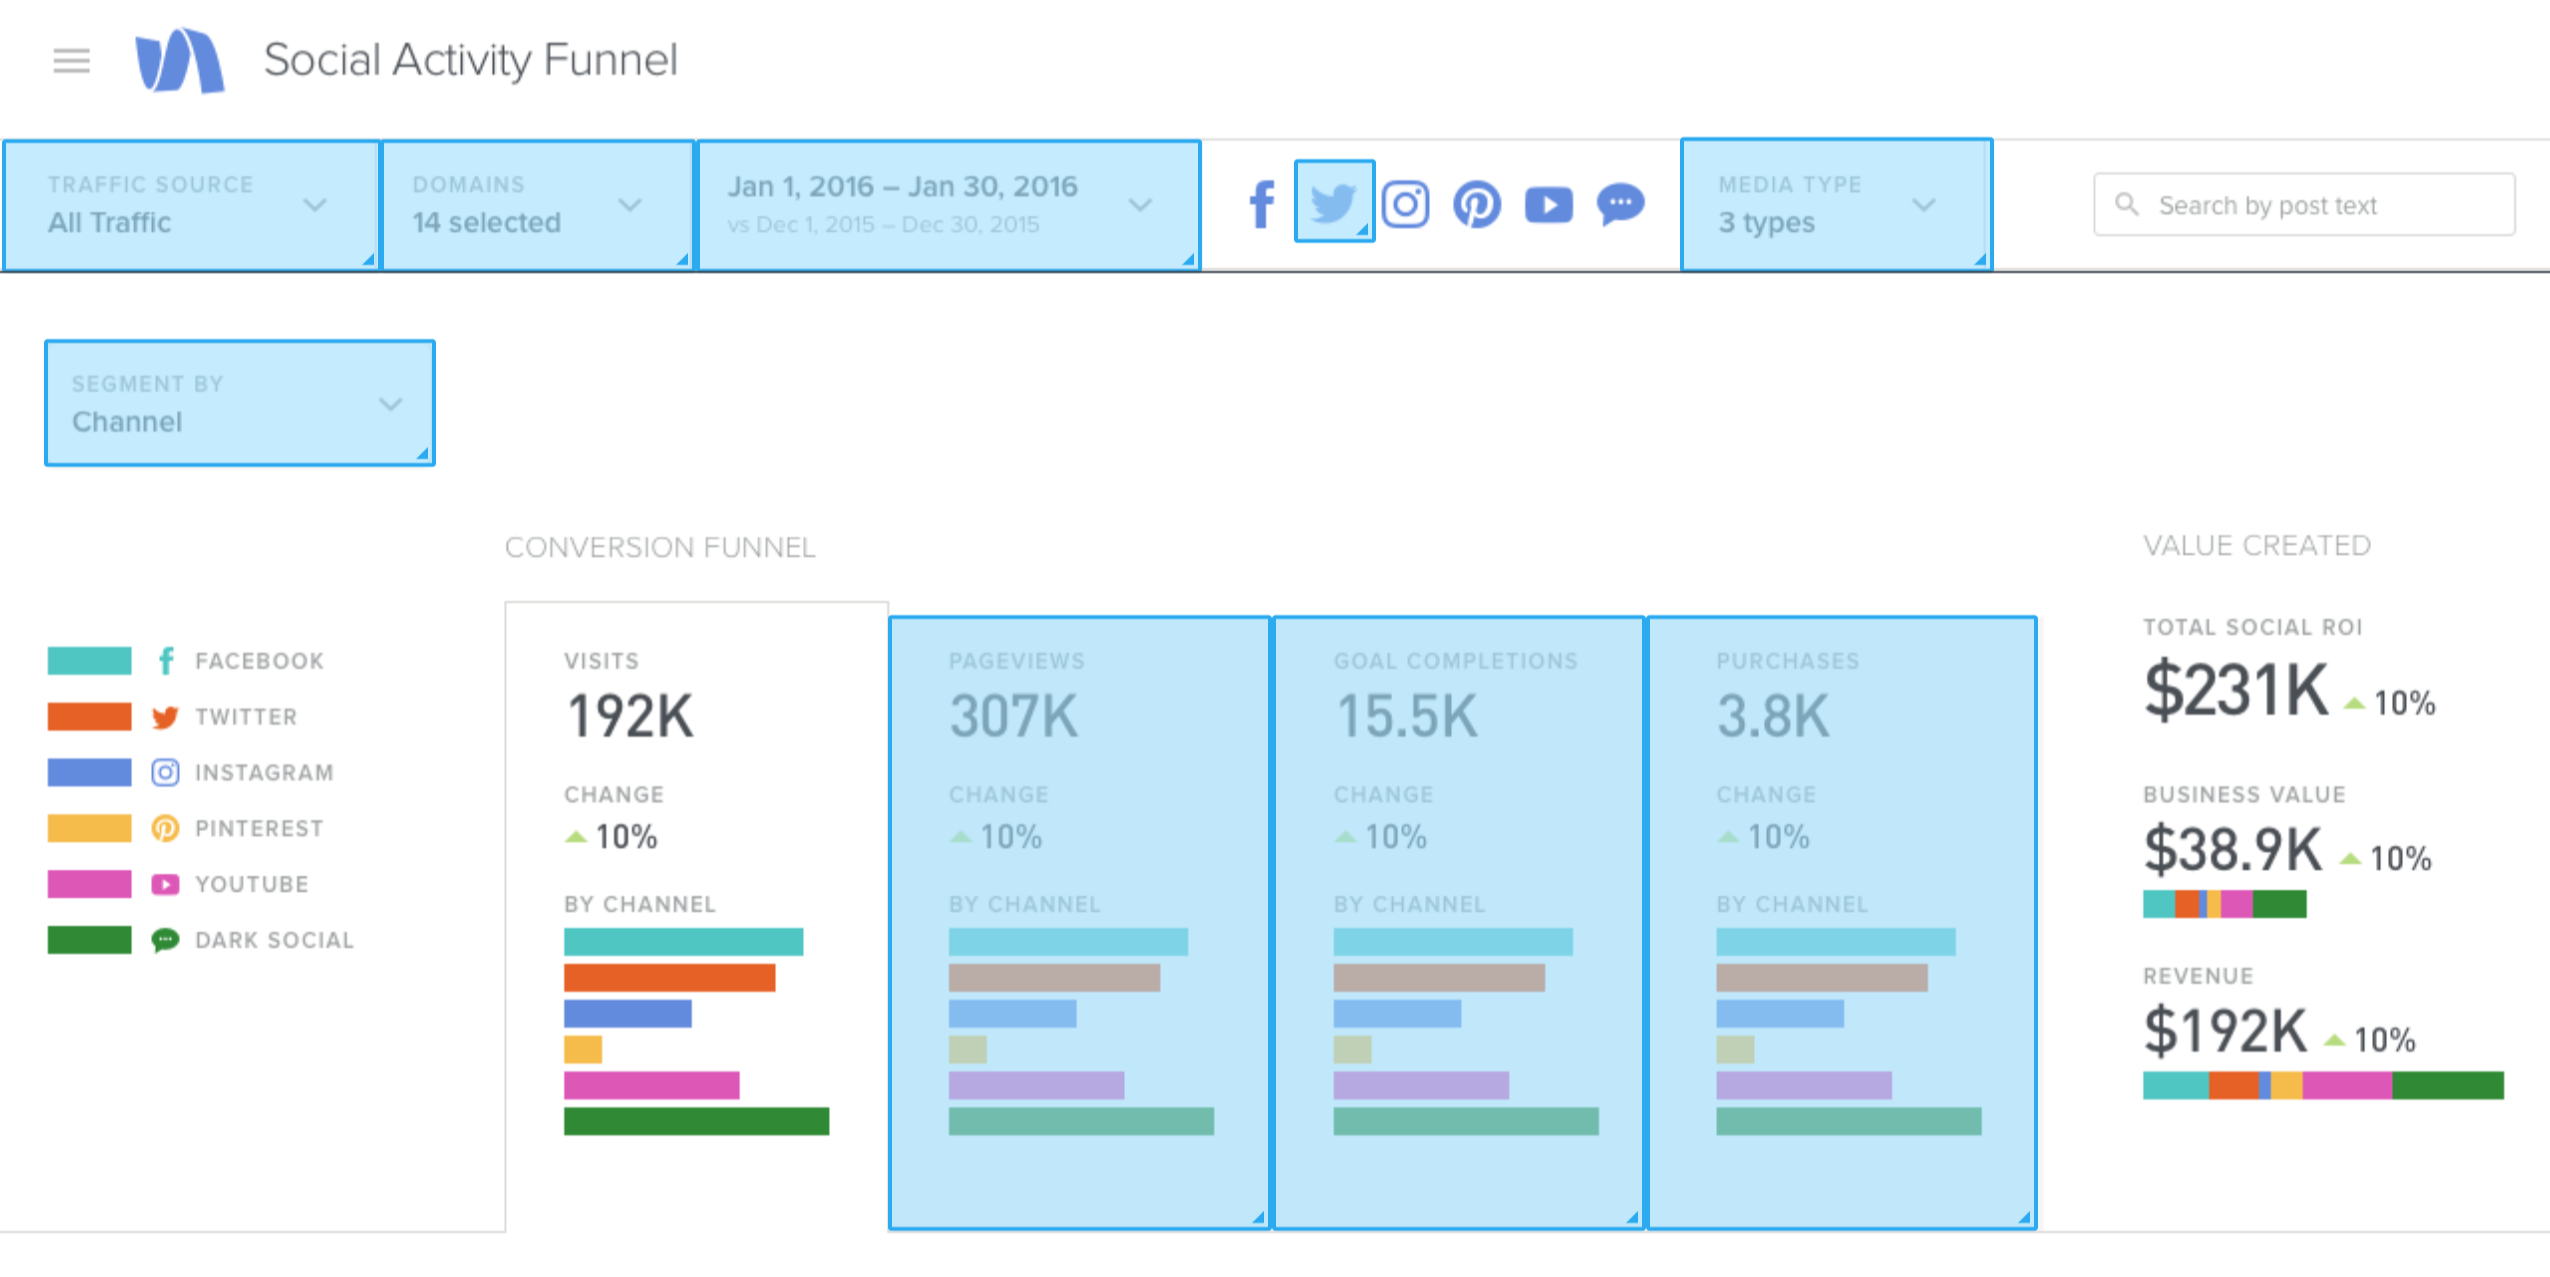 Social Activity Funnel
TRAFFIC SOURCE
All Traffic
DOMAINS
14 selected
Jan 1, 2016 – Jan 30, 2016
vs Dec 1, 2015 – Dec 30, 2015
MEDIA TYPE
3 types
Search by post text
SEGMENT BY
Channel
CONVERSION FUNNEL
FACEBOOK
TWITTER
INSTAGRAM
PINTEREST
YOUTUBE
DARK SOCIAL
VISITS
192K
CHANGE
10%
BY CHANNEL
PAGEVIEWS
307K
CHANGE
10%
BY CHANNEL
GOAL COMPLETIONS
15.5K
CHANGE
10%
BY CHANNEL
PURCHASES
3.8K
CHANGE
10%
BY CHANNEL
VALUE CREATED
TOTAL SOCIAL ROI
$231K 10%
BUSINESS VALUE
$38.9K 10%
REVENUE
$192K 10%